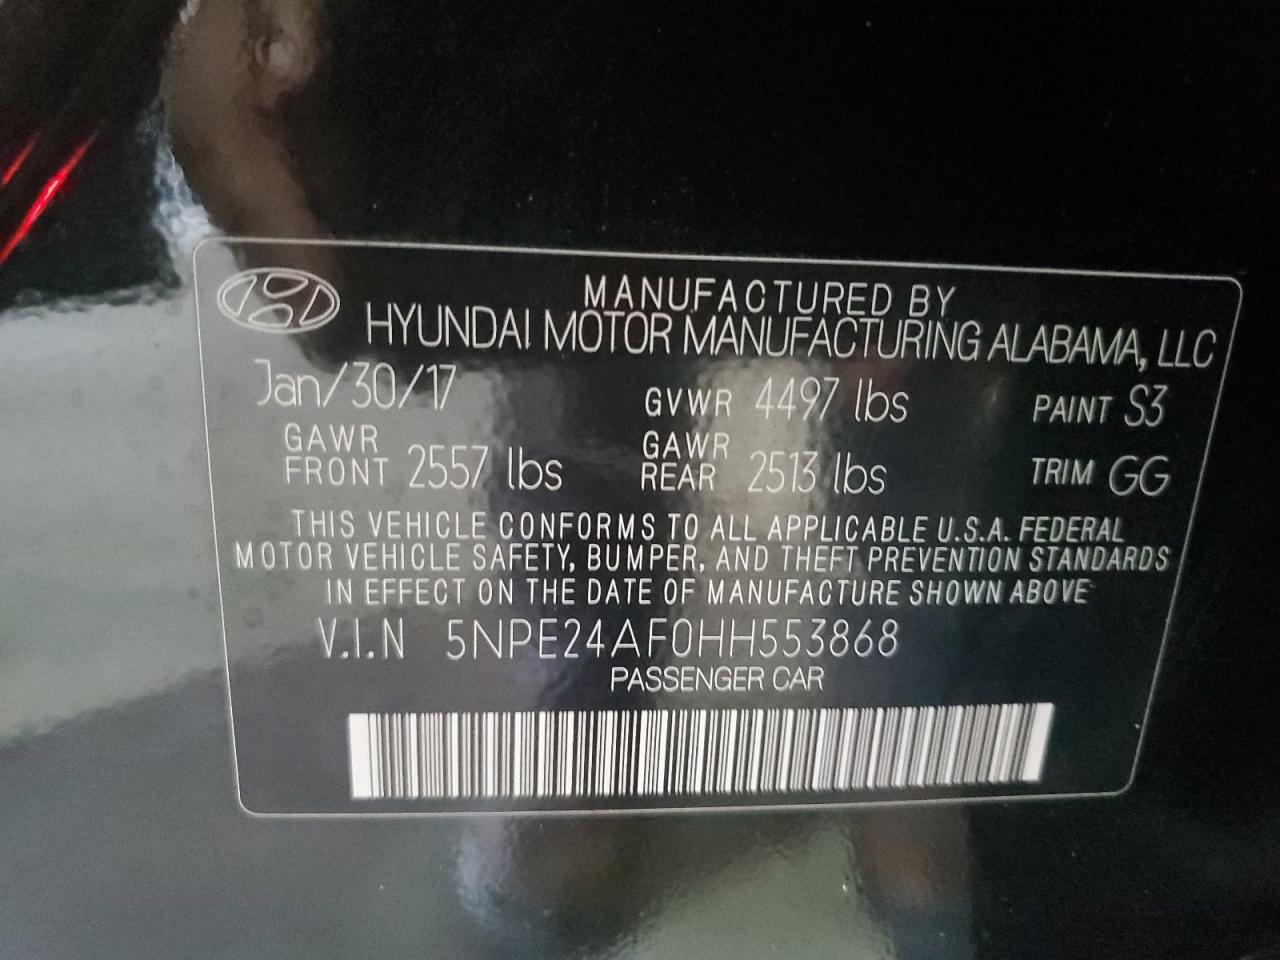 MANUFACTURED BY
HYUNDAI MOTOR MANUFACTURING ALABAMA, LLC
Jan/30/17 GVWR 4497 lbs PAINT S3
GAWR FRONT 2557 lbs GAWR REAR 2513 lbs TRIM GG
THIS VEHICLE CONFORMS TO ALL APPLICABLE U.S.A. FEDERAL
MOTOR VEHICLE SAFETY, BUMPER, AND THEFT PREVENTION STANDARDS
IN EFFECT ON THE DATE OF MANUFACTURE SHOWN ABOVE
V.I.N 5NPE24AF0HH553868
PASSENGER CAR